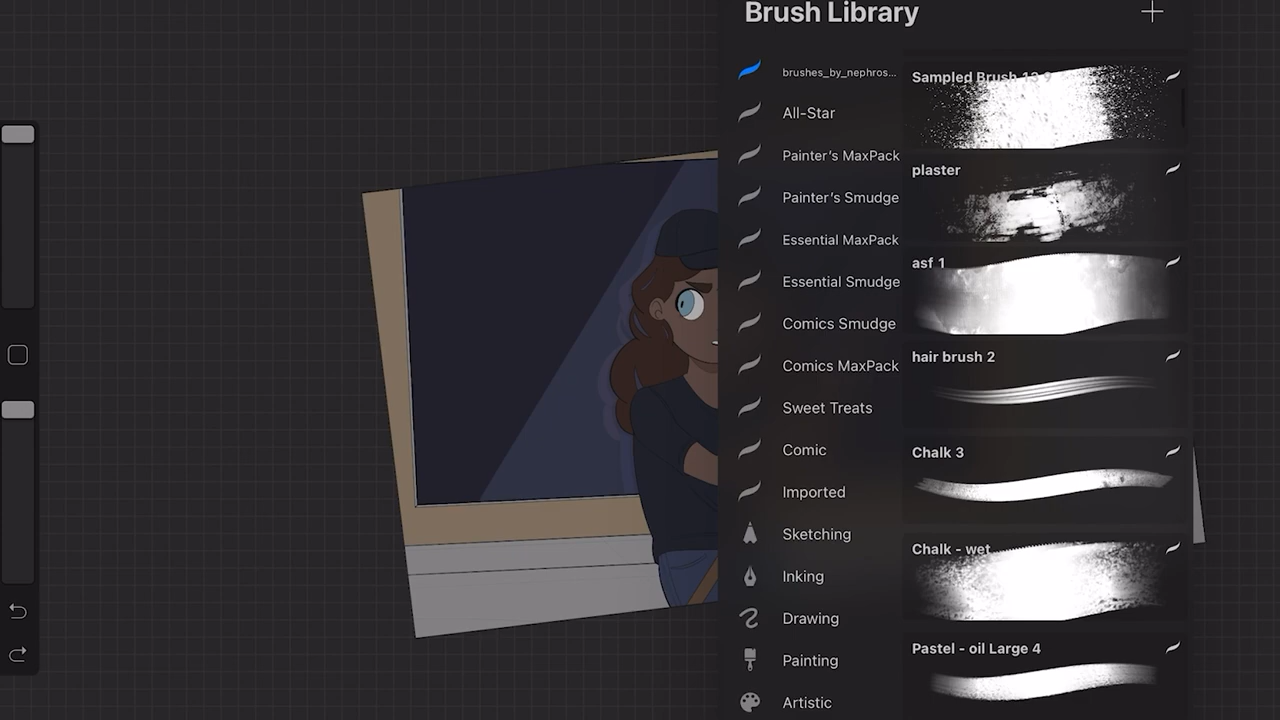 Brush Library
brushes_by_nephros...
All-Star
Painter's MaxPack
Painter's Smudge
Essential MaxPack
Essential Smudge
Comics Smudge
Comics MaxPack
Sweet Treats
Comic
Imported
Sketching
Inking
Drawing
Painting
Artistic
Sampled Brush 13 9
plaster
asf 1
hair brush 2
Chalk 3
Chalk - wet
Pastel - oil Large 4